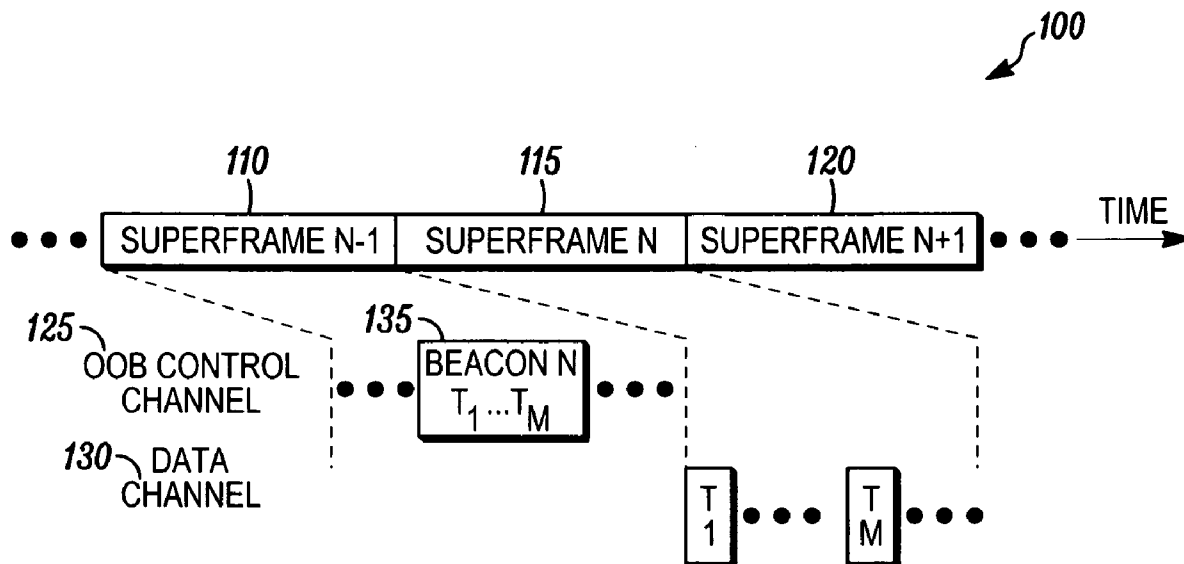 100
110
115
120
SUPERFRAME N-1
SUPERFRAME N
SUPERFRAME N+1
TIME
125
OOB CONTROL
CHANNEL
135
BEACON N
T1...TM
130
DATA
CHANNEL
T
1
T
M